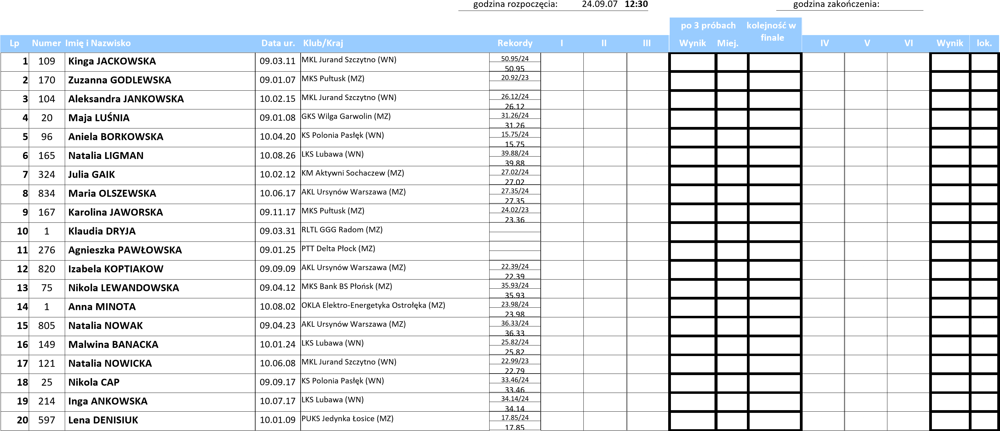 godzina rozpoczęcia: 24.09.07 12:30 godzina zakończenia:
po 3 próbach kolejność w finale
Lp Numer Imię i Nazwisko Data ur. Klub/Kraj Rekordy I II III Wynik Miej. IV V VI Wynik lok.
1 109 Kinga JACKOWSKA 09.03.11 MKL Jurand Szczytno (WN) 50.95/24
50.95
2 170 Zuzanna GODLEWSKA 09.01.07 MKS Pułtusk (MZ) 20.92/23
3 104 Aleksandra JANKOWSKA 10.02.15 MKL Jurand Szczytno (WN) 26.12/24
26.12
4 20 Maja LUŚNIA 09.01.08 GKS Wilga Garwolin (MZ) 31.26/24
31.26
5 96 Aniela BORKOWSKA 10.04.20 KS Polonia Pasłęk (WN) 15.75/24
15.75
6 165 Natalia LIGMAN 10.08.26 LKS Lubawa (WN) 39.88/24
39.88
7 324 Julia GAIK 10.02.12 KM Aktywni Sochaczew (MZ) 27.02/24
27.02
8 834 Maria OLSZEWSKA 10.06.17 AKL Ursynów Warszawa (MZ) 27.35/24
27.35
9 167 Karolina JAWORSKA 09.11.17 MKS Pułtusk (MZ) 24.02/23
23.36
10 1 Klaudia DRYJA 09.03.31 RLTL GGG Radom (MZ)
11 276 Agnieszka PAWŁOWSKA 09.01.25 PTT Delta Płock (MZ)
12 820 Izabela KOPTIAKOW 09.09.09 AKL Ursynów Warszawa (MZ) 22.39/24
22.39
13 75 Nikola LEWANDOWSKA 09.04.12 MKS Bank BS Płońsk (MZ) 35.93/24
35.93
14 1 Anna MINOTA 10.08.02 OKLA Elektro-Energetyka Ostrołęka (MZ) 23.98/24
23.98
15 805 Natalia NOWAK 09.04.23 AKL Ursynów Warszawa (MZ) 36.33/24
36.33
16 149 Malwina BANACKA 10.01.24 LKS Lubawa (WN) 25.82/24
25.82
17 121 Natalia NOWICKA 10.06.08 MKL Jurand Szczytno (WN) 22.99/23
22.79
18 25 Nikola CAP 09.09.17 KS Polonia Pasłęk (WN) 33.46/24
33.46
19 214 Inga ANKOWSKA 10.07.17 LKS Lubawa (WN) 34.14/24
34.14
20 597 Lena DENISIUK 10.01.09 PUKS Jedynka Łosice (MZ) 17.85/24
17.85